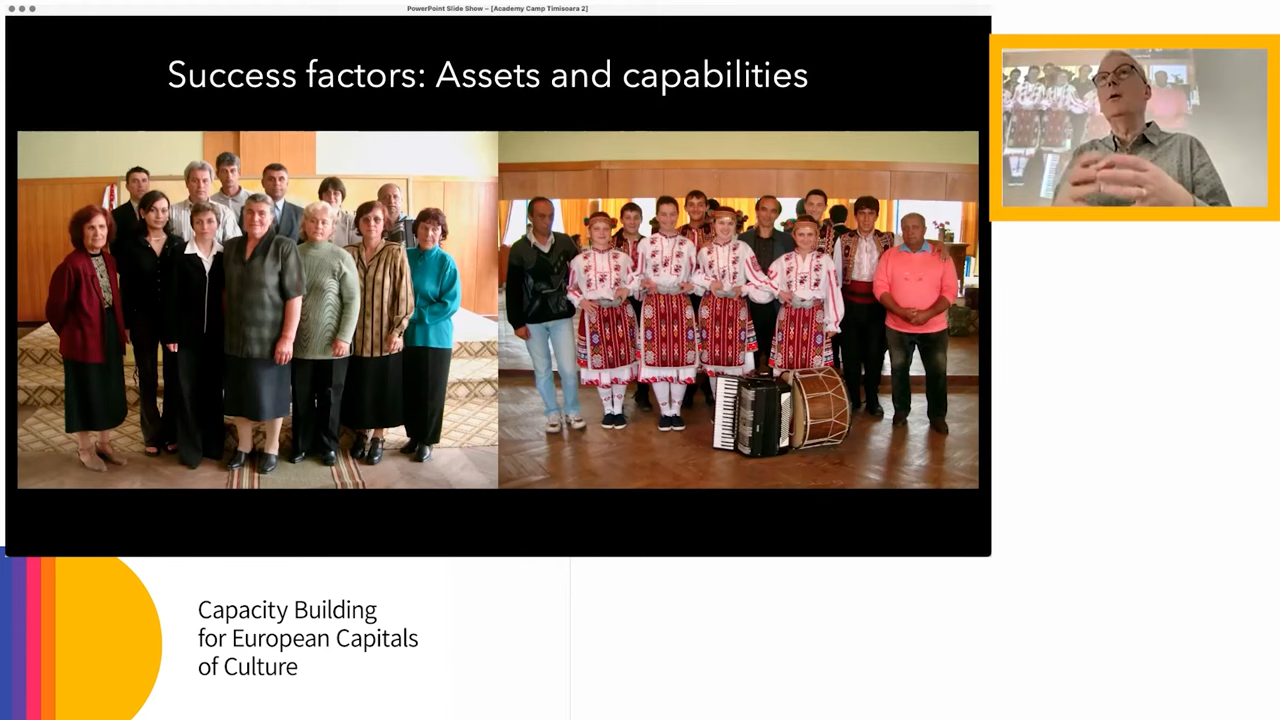 PowerPoint Slide Show – [Academy Camp Timisoara 2]
Success factors: Assets and capabilities
Capacity Building
for European Capitals
of Culture